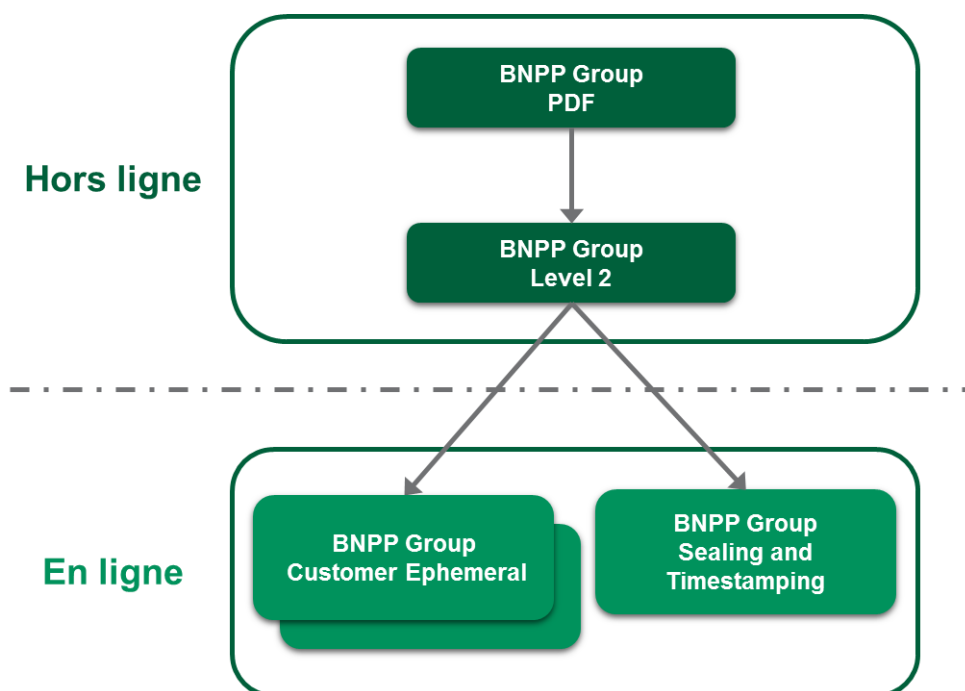 BNPP Group
PDF
Hors ligne
BNPP Group
Level 2
BNPP Group
Customer Ephemeral
BNPP Group
Sealing and
Timestamping
En ligne